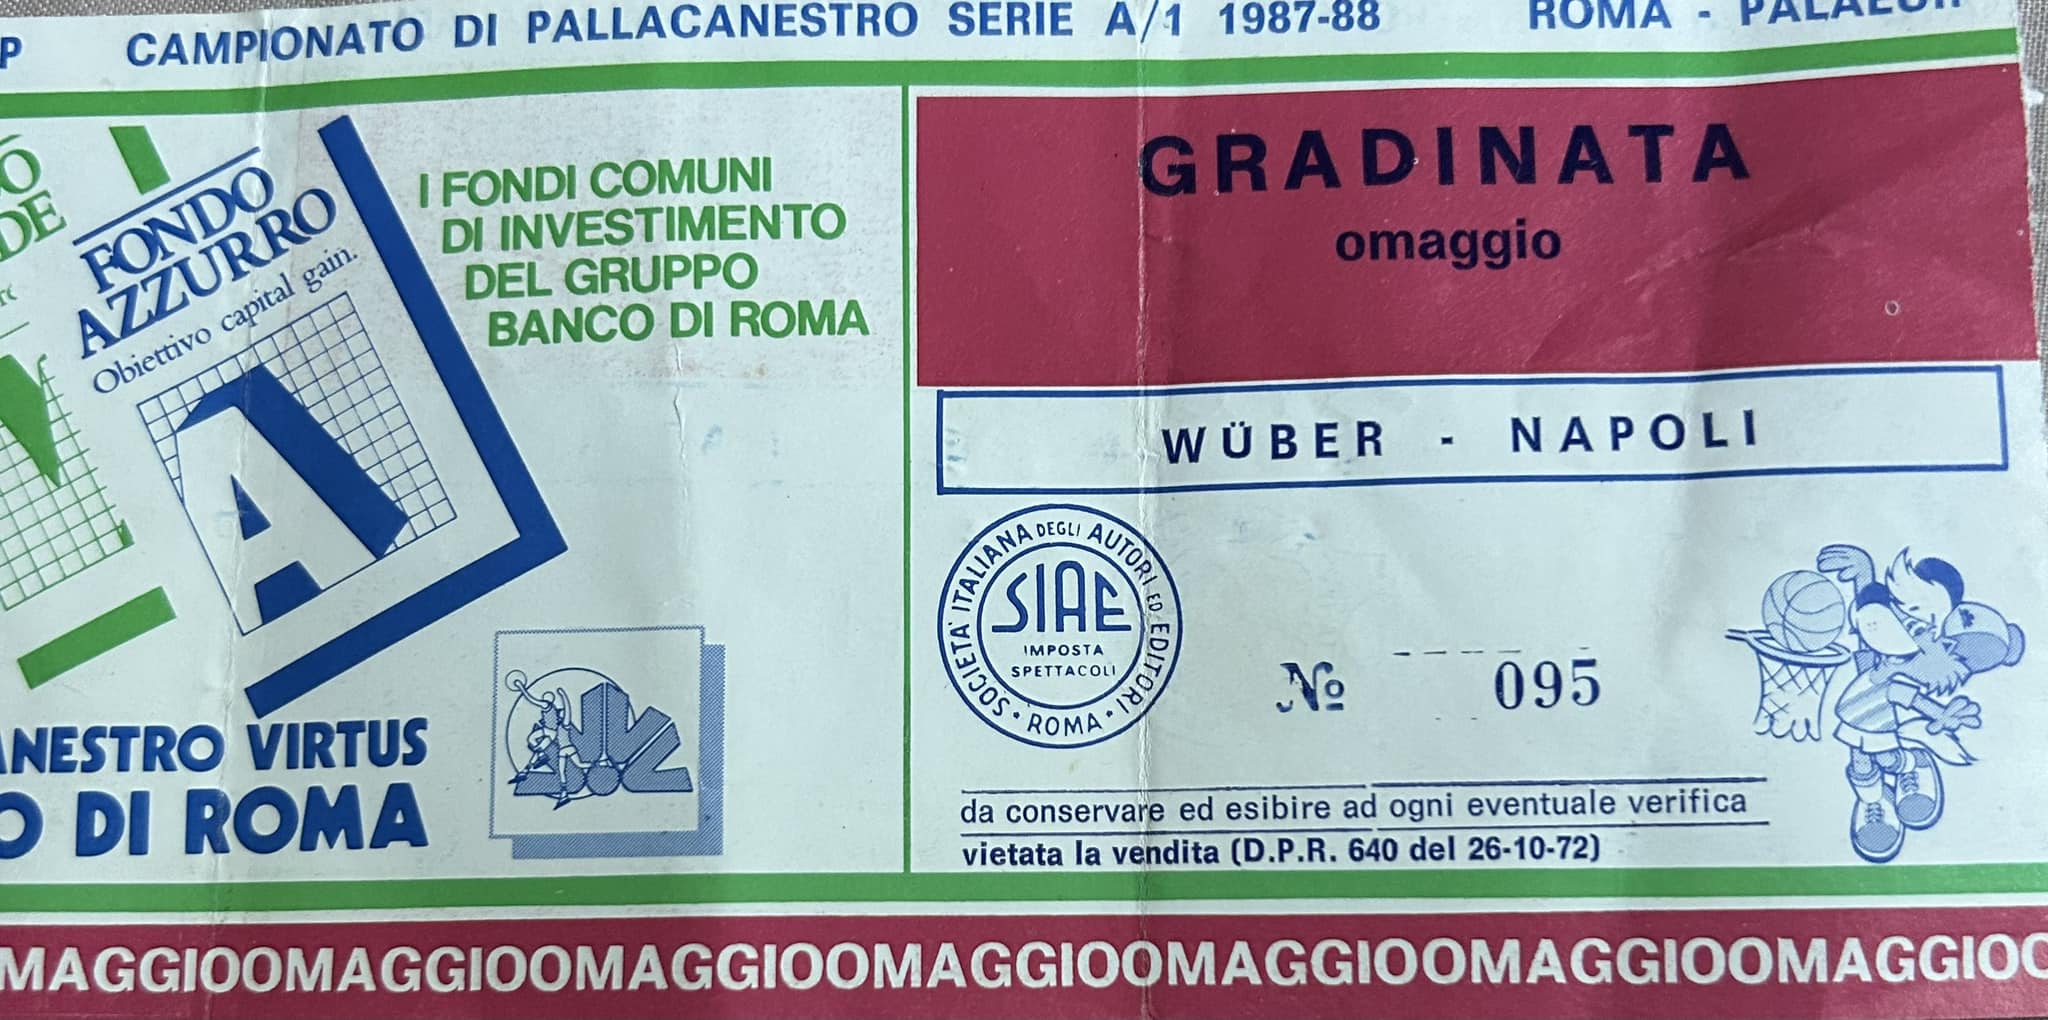 CAMPIONATO DI PALLACANESTRO SERIE A/1 1987-88 ROMA - PALAEUR
FONDO
AZZURRO
Obiettivo capital gain.
I FONDI COMUNI
DI INVESTIMENTO
DEL GRUPPO
BANCO DI ROMA
ANESTRO VIRTUS
O DI ROMA
GRADINATA
omaggio
WÜBER - NAPOLI
SOCIETA' ITALIANA DEGLI AUTORI ED EDITORI · ROMA ·
SIAE
IMPOSTA
SPETTACOLI
No 095
da conservare ed esibire ad ogni eventuale verifica
vietata la vendita (D.P.R. 640 del 26-10-72)
MAGGIOOMAGGIOOMAGGIOOMAGGIOOMAGGIOOMAGGIOOMAGGIOO